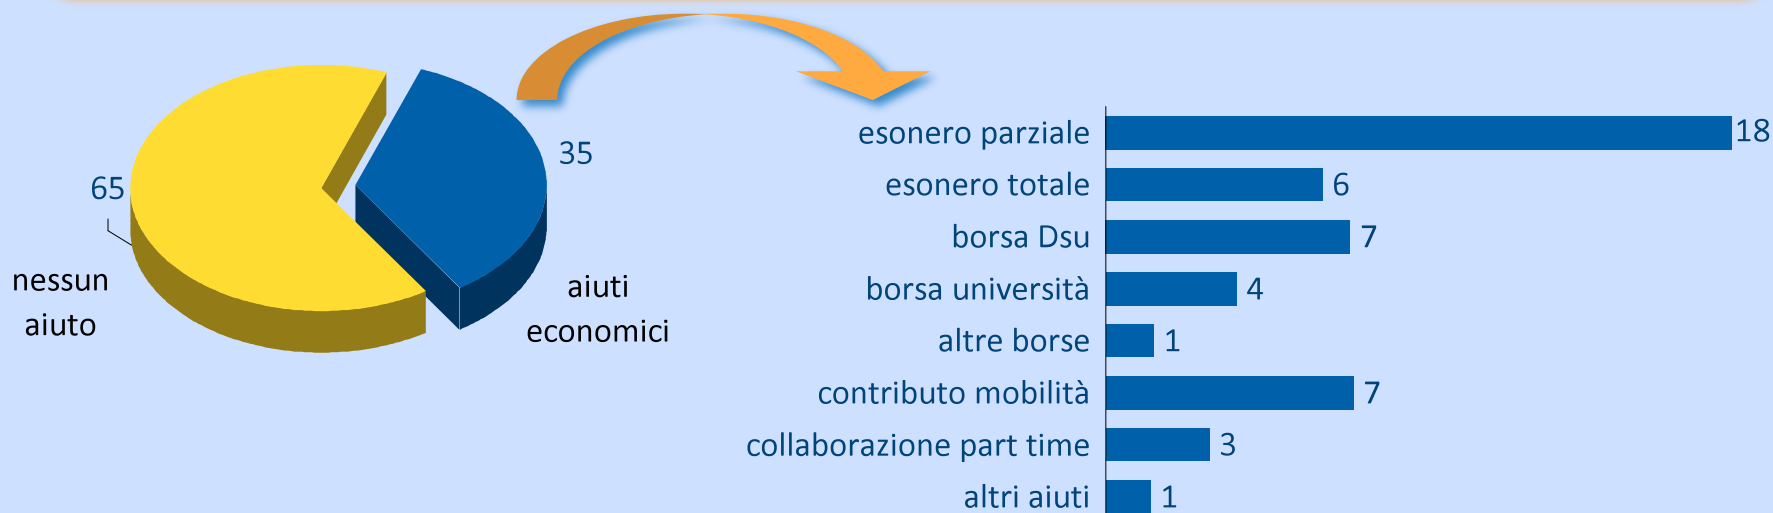 65
nessun
aiuto
35
aiuti
economici
esonero parziale 18
esonero totale 6
borsa Dsu 7
borsa università 4
altre borse 1
contributo mobilità 7
collaborazione part time 3
altri aiuti 1